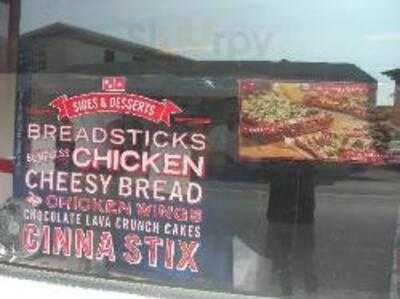 SIDES & DESSERTS
BREADSTICKS
BONELESS CHICKEN
CHEESY BREAD
CHICKEN WINGS
CHOCOLATE LAVA CRUNCH CAKES
CINNA STIX